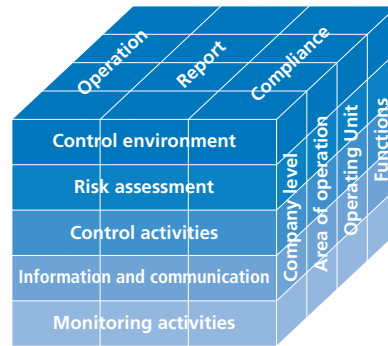 Operation
Report
Compliance
Control environment
Risk assessment
Control activities
Information and communication
Monitoring activities
Company level
Area of operation
Operating Unit
Functions